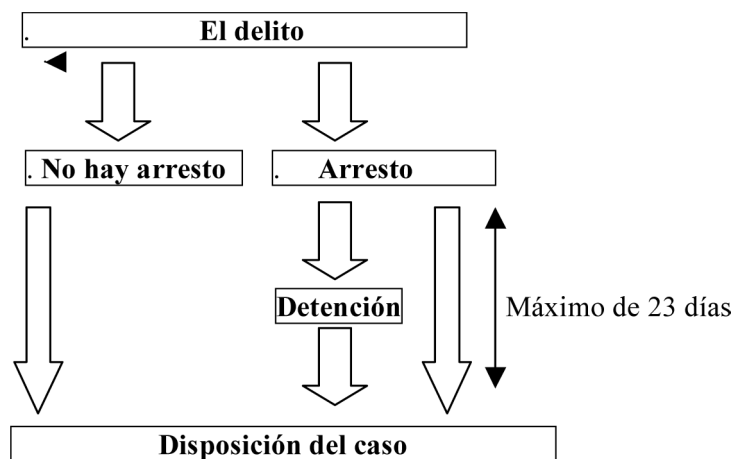 . El delito
. No hay arresto
. Arresto
Detención
Máximo de 23 días
Disposición del caso